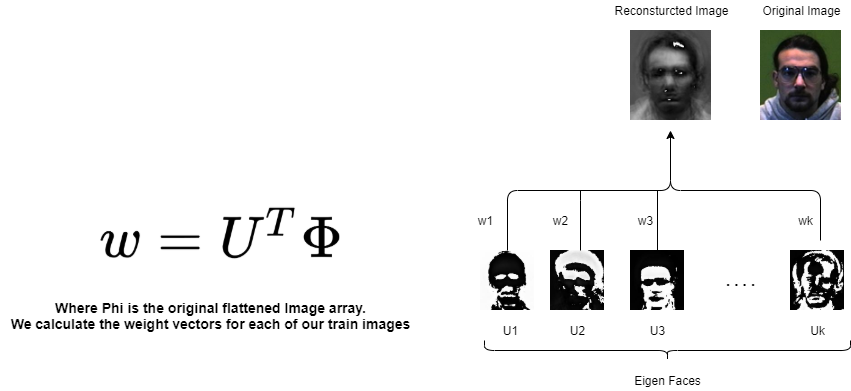 Reconsturcted Image
Original Image
w1
w2
w3
wk
w = U^T Φ
. . . .
Where Phi is the original flattened Image array.
We calculate the weight vectors for each of our train images
U1
U2
U3
Uk
Eigen Faces